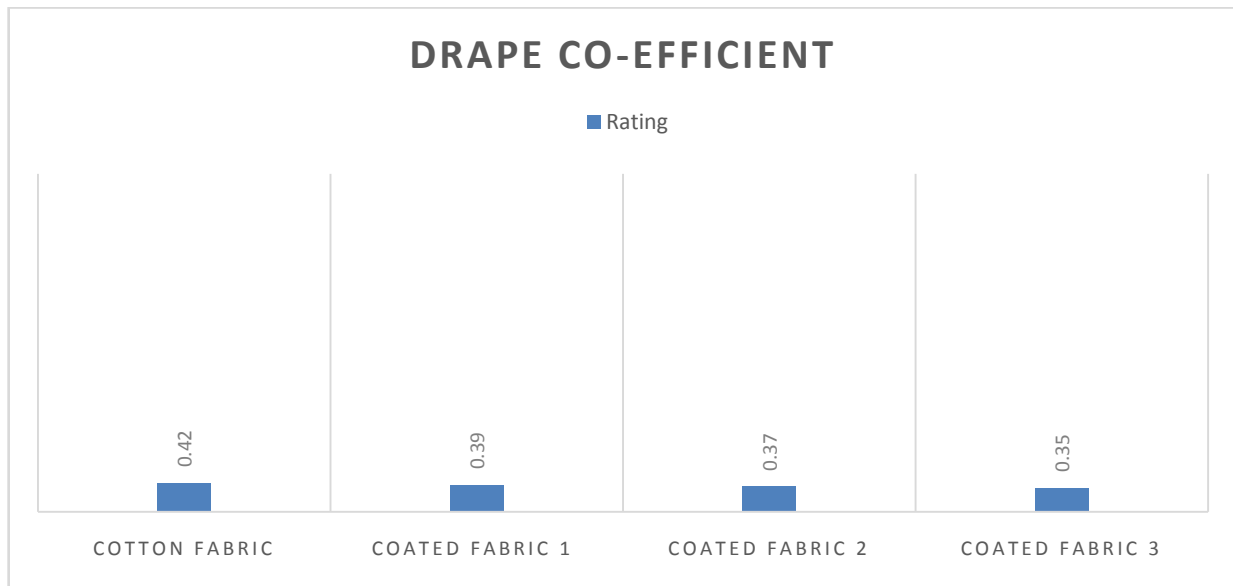 DRAPE CO-EFFICIENT
Rating
0.42
0.39
0.37
0.35
COTTON FABRIC
COATED FABRIC 1
COATED FABRIC 2
COATED FABRIC 3